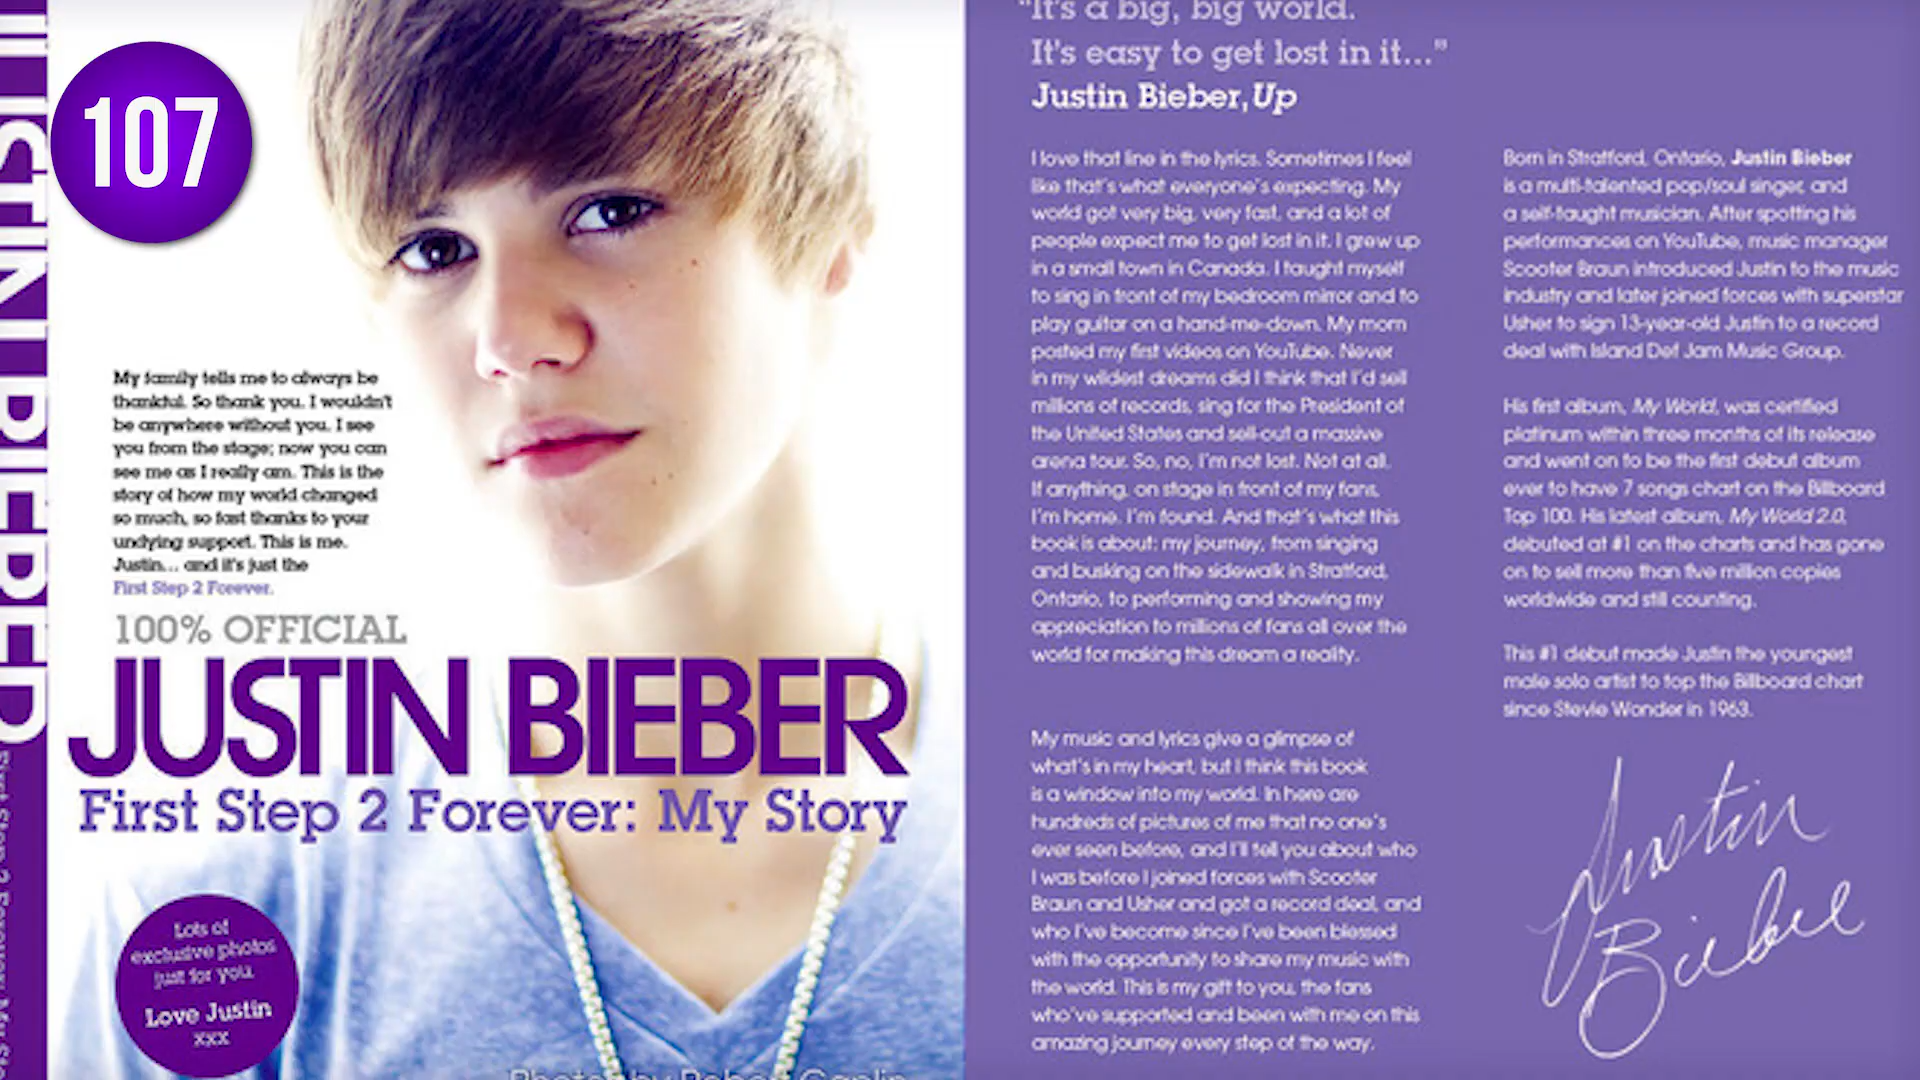 107
JUSTIN BIEBER
My family tells me to always be
thankful. So thank you. I wouldn't
be anywhere without you. I see
you from the stage; now you can
see me as I really am. This is the
story of how my world changed
so much, so fast thanks to your
undying support. This is me.
Justin... and it's just the
First Step 2 Forever.
100% OFFICIAL
JUSTIN BIEBER
First Step 2 Forever: My Story
Lots of
exclusive photos
just for you
Love Justin
xxx
Photos by Robert Caplin
"It's a big, big world.
It's easy to get lost in it..."
Justin Bieber, Up
I love that line in the lyrics. Sometimes I feel
like that's what everyone's expecting. My
world got very big, very fast, and a lot of
people expect me to get lost in it. I grew up
in a small town in Canada. I taught myself
to sing in front of my bedroom mirror and to
play guitar on a hand-me-down. My mom
posted my first videos on YouTube. Never
in my wildest dreams did I think that I'd sell
millions of records, sing for the President of
the United States and sell-out a massive
arena tour. So, no, I'm not lost. Not at all.
If anything, on stage in front of my fans,
I'm home. I'm found. And that's what this
book is about: my journey, from singing
and busking on the sidewalk in Stratford,
Ontario, to performing and showing my
appreciation to millions of fans all over the
world for making this dream a reality.
My music and lyrics give a glimpse of
what's in my heart, but I think this book
is a window into my world. In here are
hundreds of pictures of me that no one's
ever seen before, and I'll tell you about who
I was before I joined forces with Scooter
Braun and Usher and got a record deal, and
who I've become since I've been blessed
with the opportunity to share my music with
the world. This is my gift to you, the fans
who've supported and been with me on this
amazing journey every step of the way.
Born in Stratford, Ontario, Justin Bieber
is a multi-talented pop/soul singer, and
a self-taught musician. After spotting his
performances on YouTube, music manager
Scooter Braun introduced Justin to the music
industry and later joined forces with superstar
Usher to sign 13-year-old Justin to a record
deal with Island Def Jam Music Group.
His first album, My World, was certified
platinum within three months of its release
and went on to be the first debut album
ever to have 7 songs chart on the Billboard
Top 100. His latest album, My World 2.0,
debuted at #1 on the charts and has gone
on to sell more than five million copies
worldwide and still counting.
This #1 debut made Justin the youngest
male solo artist to top the Billboard chart
since Stevie Wonder in 1963.
Justin
Bieber